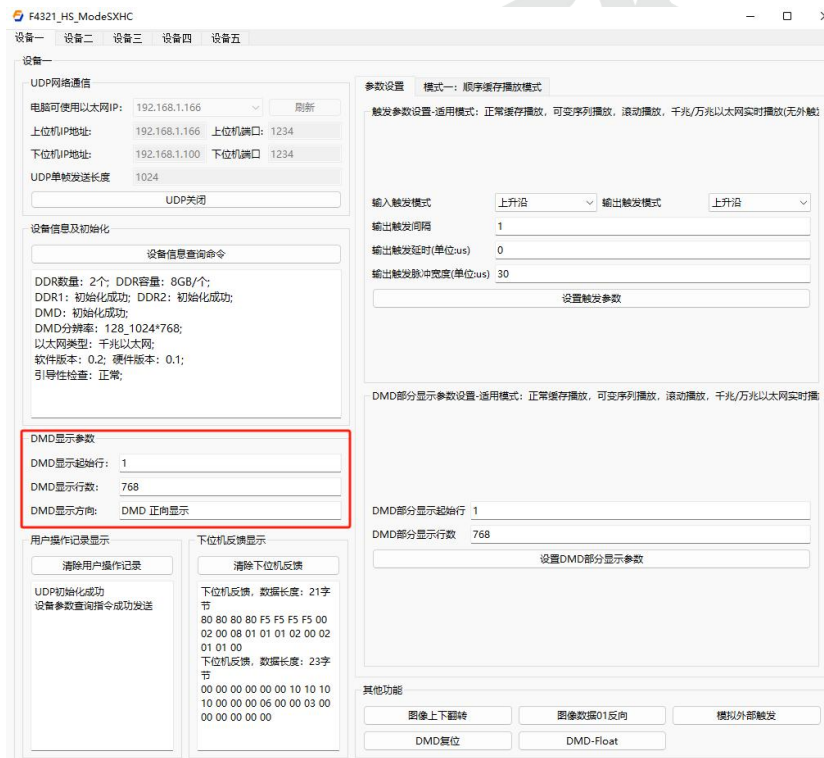 F4321_HS_ModeSXHC
设备一 设备二 设备三 设备四 设备五
设备一
UDP网络通信
电脑可使用以太网IP: 192.168.1.166 刷新
上位机IP地址: 192.168.1.166 上位机端口: 1234
下位机IP地址: 192.168.1.100 下位机端口 1234
UDP单帧发送长度 1024
UDP关闭
设备信息及初始化
设备信息查询命令
DDR数量: 2个; DDR容量: 8GB/个;
DDR1: 初始化成功; DDR2: 初始化成功;
DMD: 初始化成功;
DMD分辨率: 128_1024*768;
以太网类型: 千兆以太网;
软件版本: 0.2; 硬件版本: 0.1;
引导性检查: 正常;
DMD显示参数
DMD显示起始行: 1
DMD显示行数: 768
DMD显示方向: DMD 正向显示
用户操作记录显示
清除用户操作记录
UDP初始化成功
设备参数查询指令成功发送
下位机反馈显示
清除下位机反馈
下位机反馈, 数据长度: 21字
节
80 80 80 80 F5 F5 F5 F5 00
02 00 08 01 01 01 02 00 02
01 01 00
下位机反馈, 数据长度: 23字
节
00 00 00 00 00 00 10 10 10
10 00 00 00 06 00 00 03 00
00 00 00 00 00
参数设置 模式一: 顺序缓存播放模式
触发参数设置-适用模式: 正常缓存播放, 可变序列播放, 滚动播放, 千兆/万兆以太网实时播放(无外触
输入触发模式 上升沿 输出触发模式 上升沿
输出触发间隔 1
输出触发延时(单位:us) 0
输出触发脉冲宽度(单位:us) 30
设置触发参数
DMD部分显示参数设置-适用模式: 正常缓存播放, 可变序列播放, 滚动播放, 千兆/万兆以太网实时播
DMD部分显示起始行 1
DMD部分显示行数 768
设置DMD部分显示参数
其他功能
图像上下翻转 图像数据01反向 模拟外部触发
DMD复位 DMD-Float